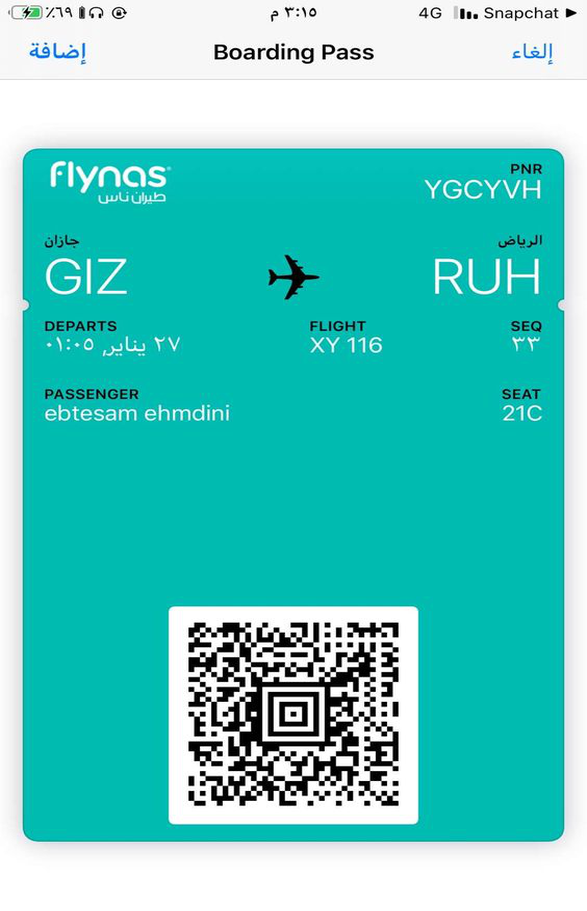 ٪٦٩ ٣:١٥ م 4G Snapchat
إضافة Boarding Pass إلغاء
flynas
طيران ناس
PNR
YGCYVH
جازان الرياض
GIZ RUH
DEPARTS FLIGHT SEQ
٢٧ يناير, ٠١:٠٥ XY 116 ٣٣
PASSENGER SEAT
ebtesam ehmdini 21C